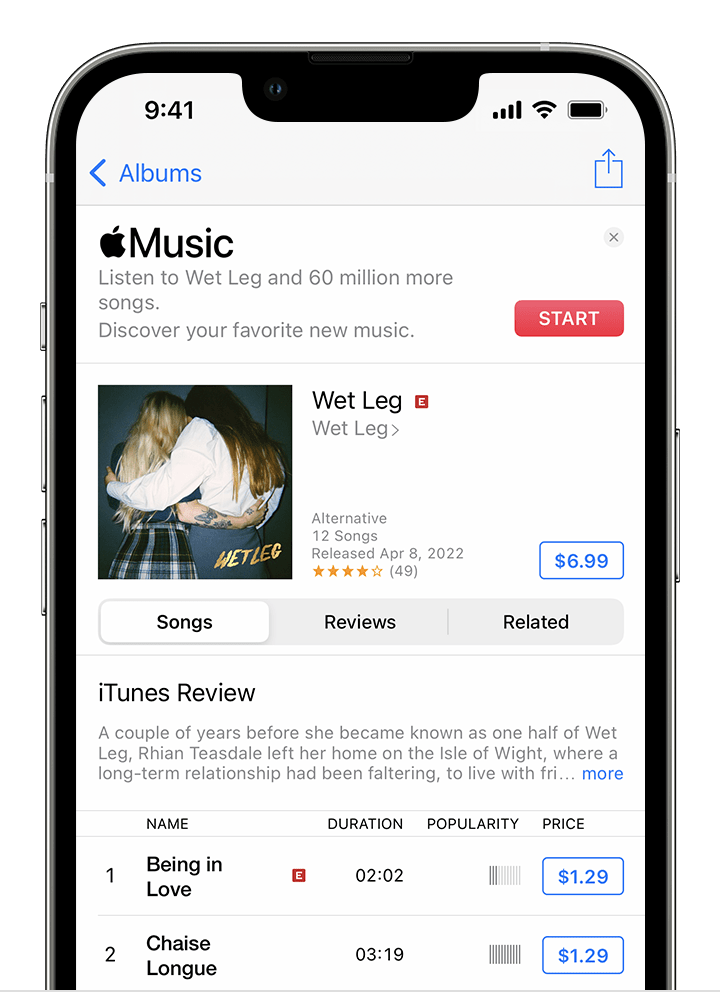 9:41
Albums
Music
Listen to Wet Leg and 60 million more
songs.
Discover your favorite new music.
START
Wet Leg E
Wet Leg
WET LEG
Alternative
12 Songs
Released Apr 8, 2022
(49)
$6.99
Songs Reviews Related
iTunes Review
A couple of years before she became known as one half of Wet
Leg, Rhian Teasdale left her home on the Isle of Wight, where a
long-term relationship had been faltering, to live with fri… more
NAME DURATION POPULARITY PRICE
1 Being in
Love E 02:02 $1.29
2 Chaise
Longue 03:19 $1.29